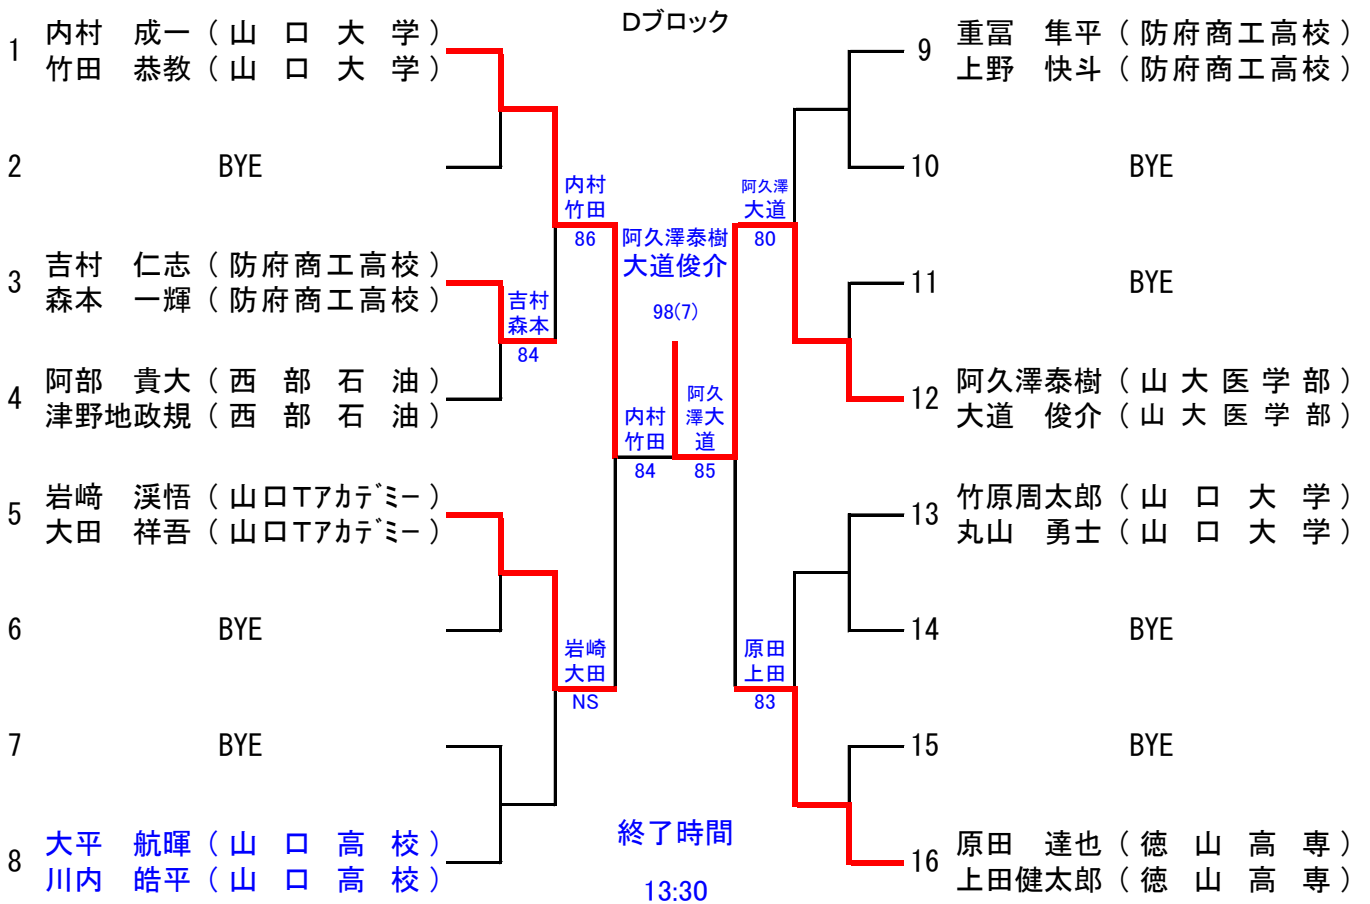 Dブロック
1 内村 成一 ( 山 口 大 学 )
竹田 恭教 ( 山 口 大 学 )
2 BYE
3 吉村 仁志 ( 防府商工高校 )
森本 一輝 ( 防府商工高校 )
4 阿部 貴大 ( 西 部 石 油 )
津野地政規 ( 西 部 石 油 )
5 岩﨑 渓悟 ( 山口Tアカデミー )
大田 祥吾 ( 山口Tアカデミー )
6 BYE
7 BYE
8 大平 航暉 ( 山 口 高 校 )
川内 皓平 ( 山 口 高 校 )
吉村
森本
84
内村
竹田
86
岩﨑
大田
NS
内村
竹田
84
阿久澤泰樹
大道俊介
98(7)
阿久
澤大
道
85
阿久澤
大道
80
原田
上田
83
9 重冨 隼平 ( 防府商工高校 )
上野 快斗 ( 防府商工高校 )
10 BYE
11 BYE
12 阿久澤泰樹 ( 山 大 医 学 部 )
大道 俊介 ( 山 大 医 学 部 )
13 竹原周太郎 ( 山 口 大 学 )
丸山 勇士 ( 山 口 大 学 )
14 BYE
15 BYE
16 原田 達也 ( 徳 山 高 専 )
上田健太郎 ( 徳 山 高 専 )
終了時間
13:30